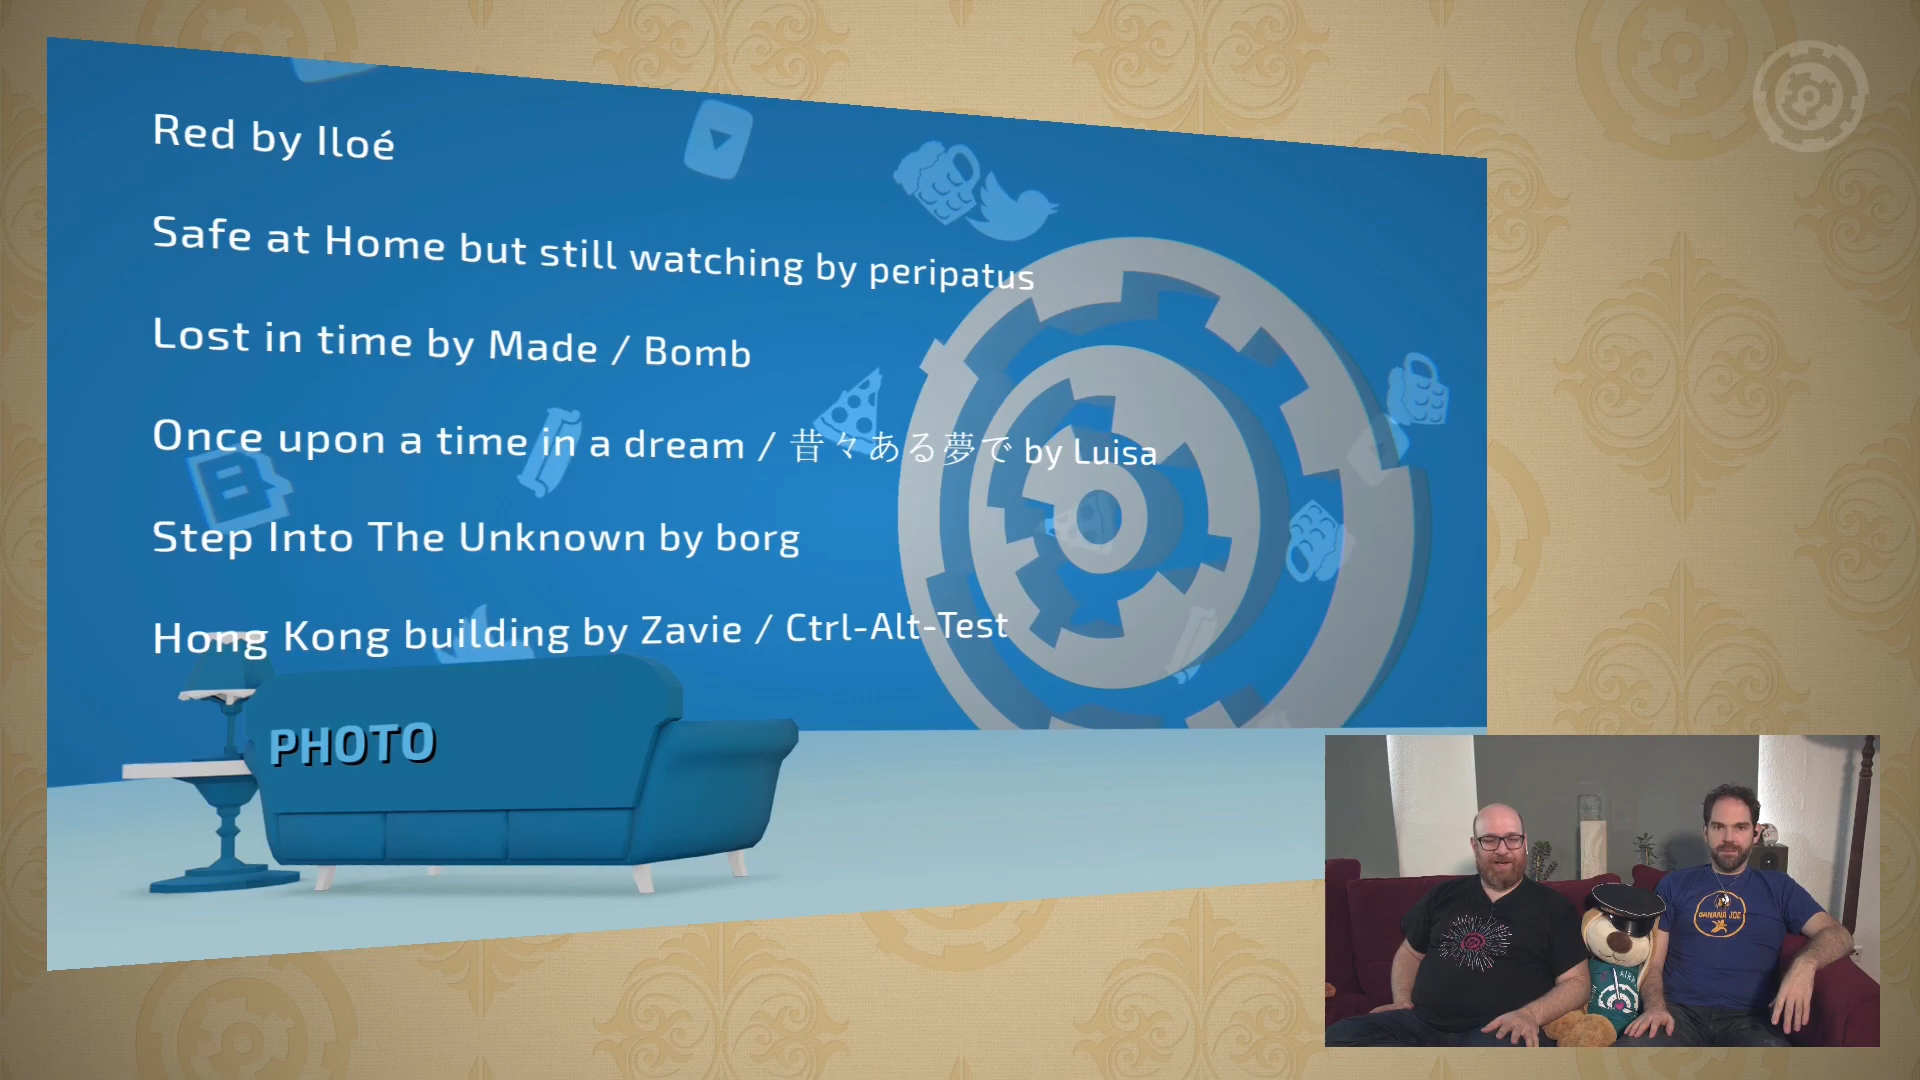 Red by Iloé
Safe at Home but still watching by peripatus
Lost in time by Made / Bomb
Once upon a time in a dream / 昔々ある夢で by Luisa
Step Into The Unknown by borg
Hong Kong building by Zavie / Ctrl-Alt-Test
PHOTO
BANANA JOE